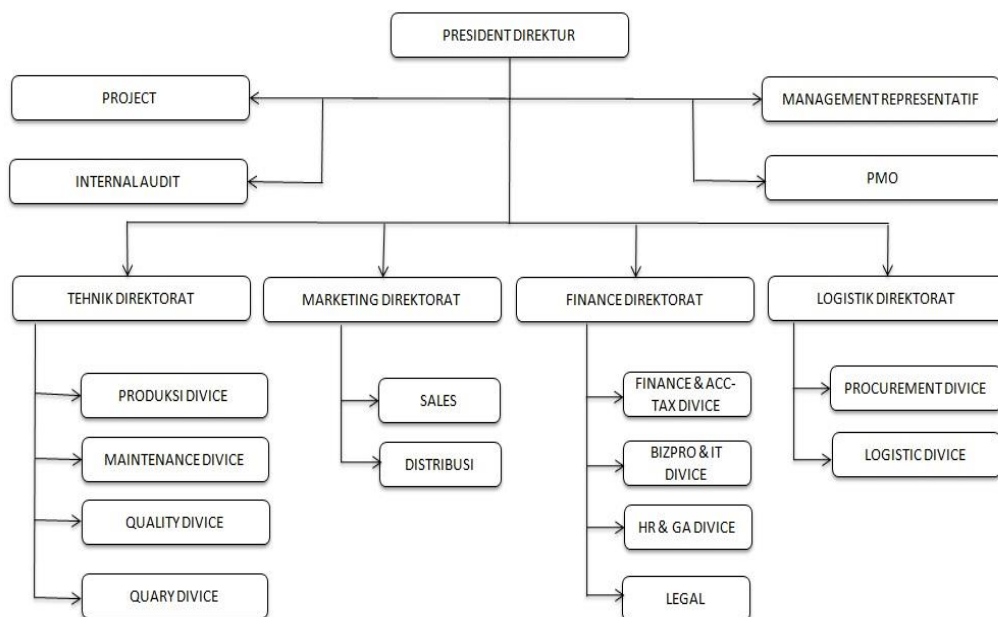 PRESIDENT DIREKTUR
PROJECT
MANAGEMENT REPRESENTATIF
INTERNAL AUDIT
PMO
TEHNIK DIREKTORAT
MARKETING DIREKTORAT
FINANCE DIREKTORAT
LOGISTIK DIREKTORAT
PRODUKSI DIVICE
MAINTENANCE DIVICE
QUALITY DIVICE
QUARY DIVICE
SALES
DISTRIBUSI
FINANCE & ACC-
TAX DIVICE
BIZPRO & IT
DIVICE
HR & GA DIVICE
LEGAL
PROCUREMENT DIVICE
LOGISTIC DIVICE